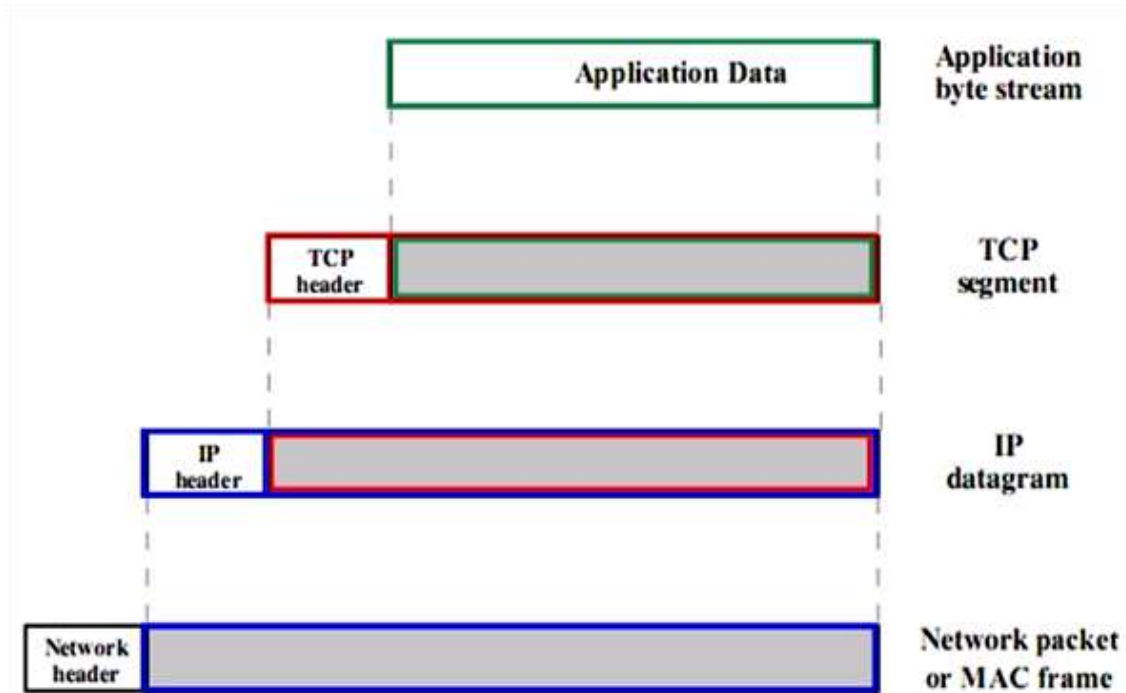 Application Data
Application
byte stream
TCP
header
TCP
segment
IP
header
IP
datagram
Network
header
Network packet
or MAC frame